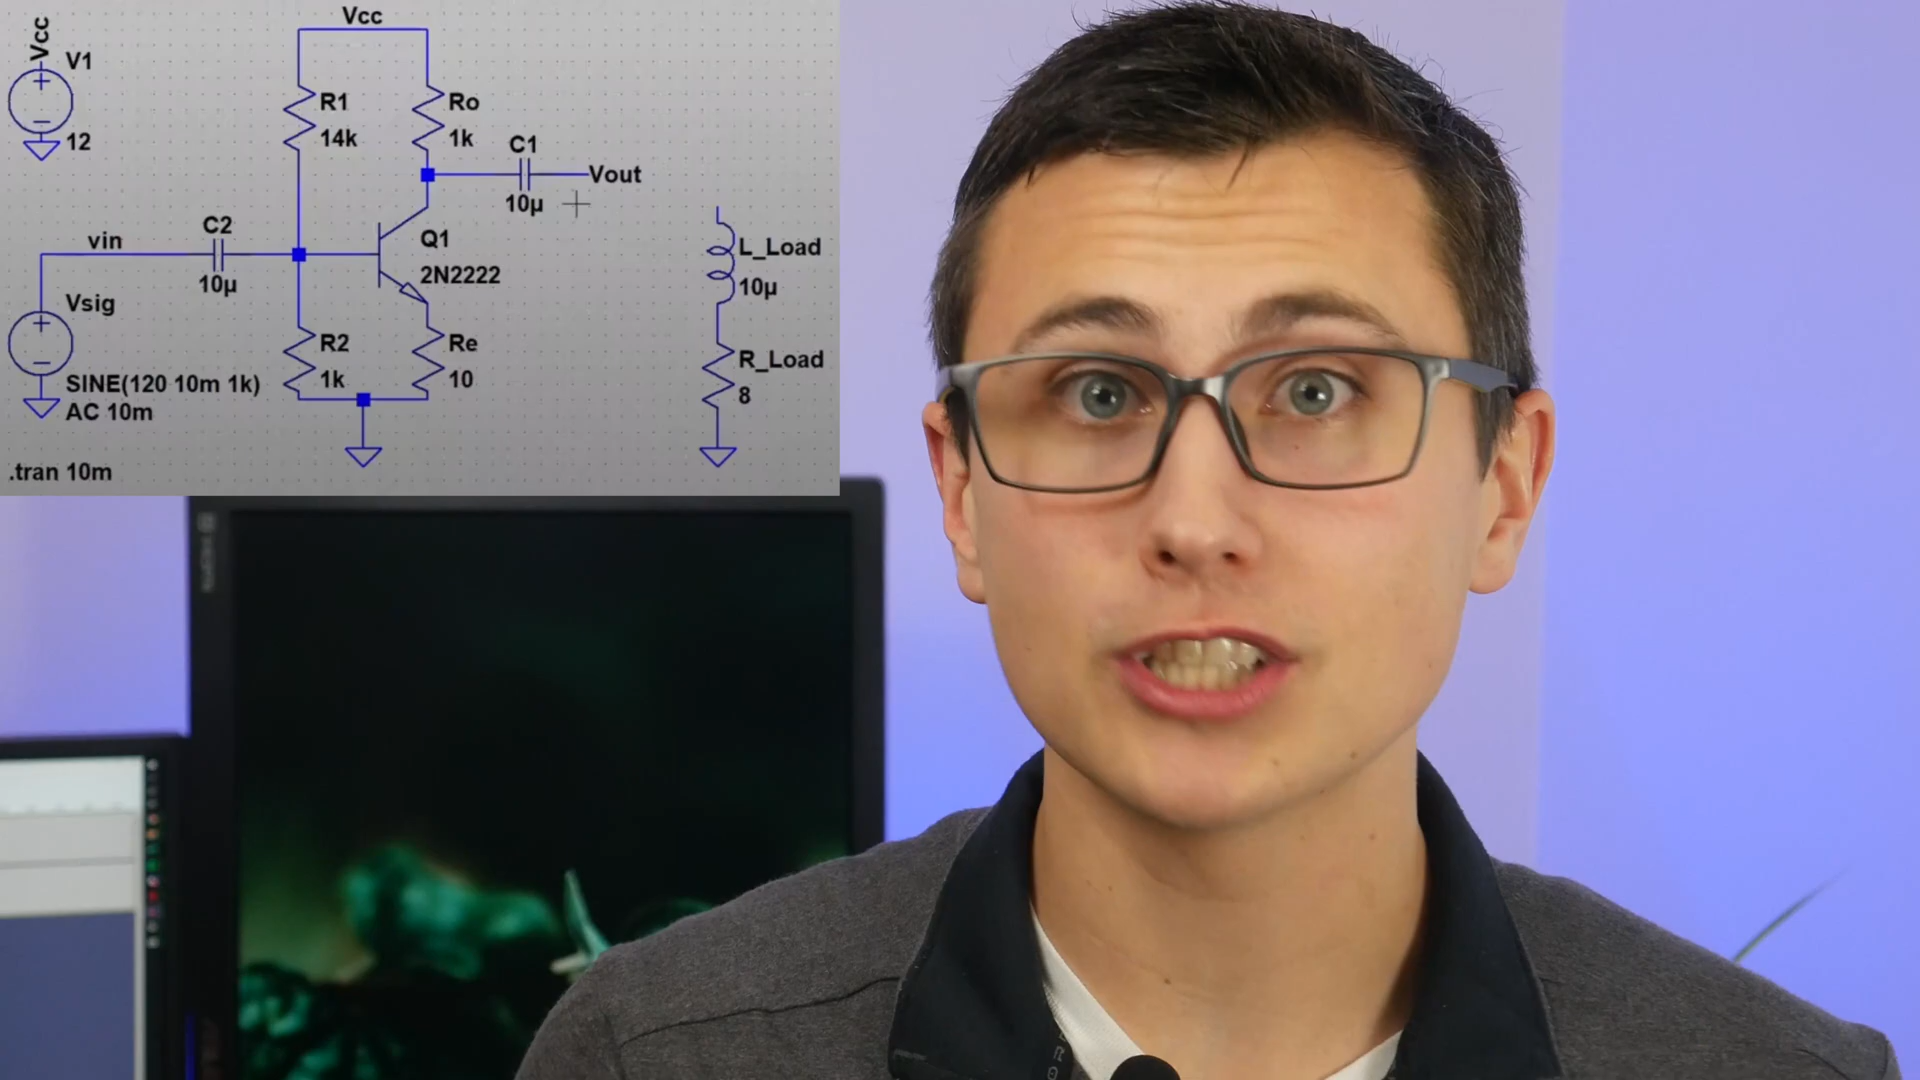 Vcc
Vcc
V1
12
R1
14k
Ro
1k
C1
10µ
Vout
vin
C2
10µ
Q1
2N2222
Vsig
SINE(120 10m 1k)
AC 10m
R2
1k
Re
10
L_Load
10µ
R_Load
8
.tran 10m